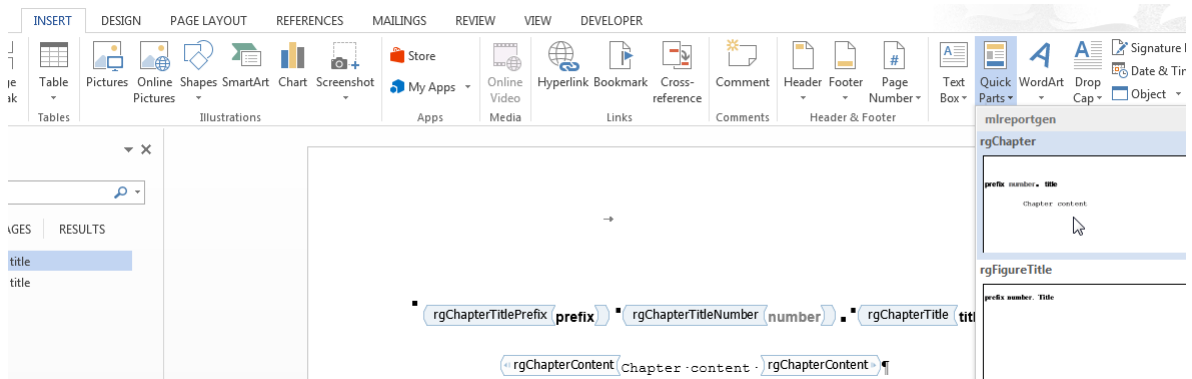 INSERT DESIGN PAGE LAYOUT REFERENCES MAILINGS REVIEW VIEW DEVELOPER
Table
Pictures
Online Pictures
Shapes
SmartArt
Chart
Screenshot
Store
My Apps
Online Video
Hyperlink
Bookmark
Cross-reference
Comment
Header
Footer
Page Number
Text Box
Quick Parts
WordArt
Drop Cap
Signature
Date & Tin
Object
Tables Illustrations Apps Media Links Comments Header & Footer
mlreportgen
rgChapter
prefix number. title
Chapter content
rgFigureTitle
prefix number. Title
RESULTS
title
title
rgChapterTitlePrefix prefix rgChapterTitleNumber number . rgChapterTitle titl
rgChapterContent Chapter·content· rgChapterContent ¶